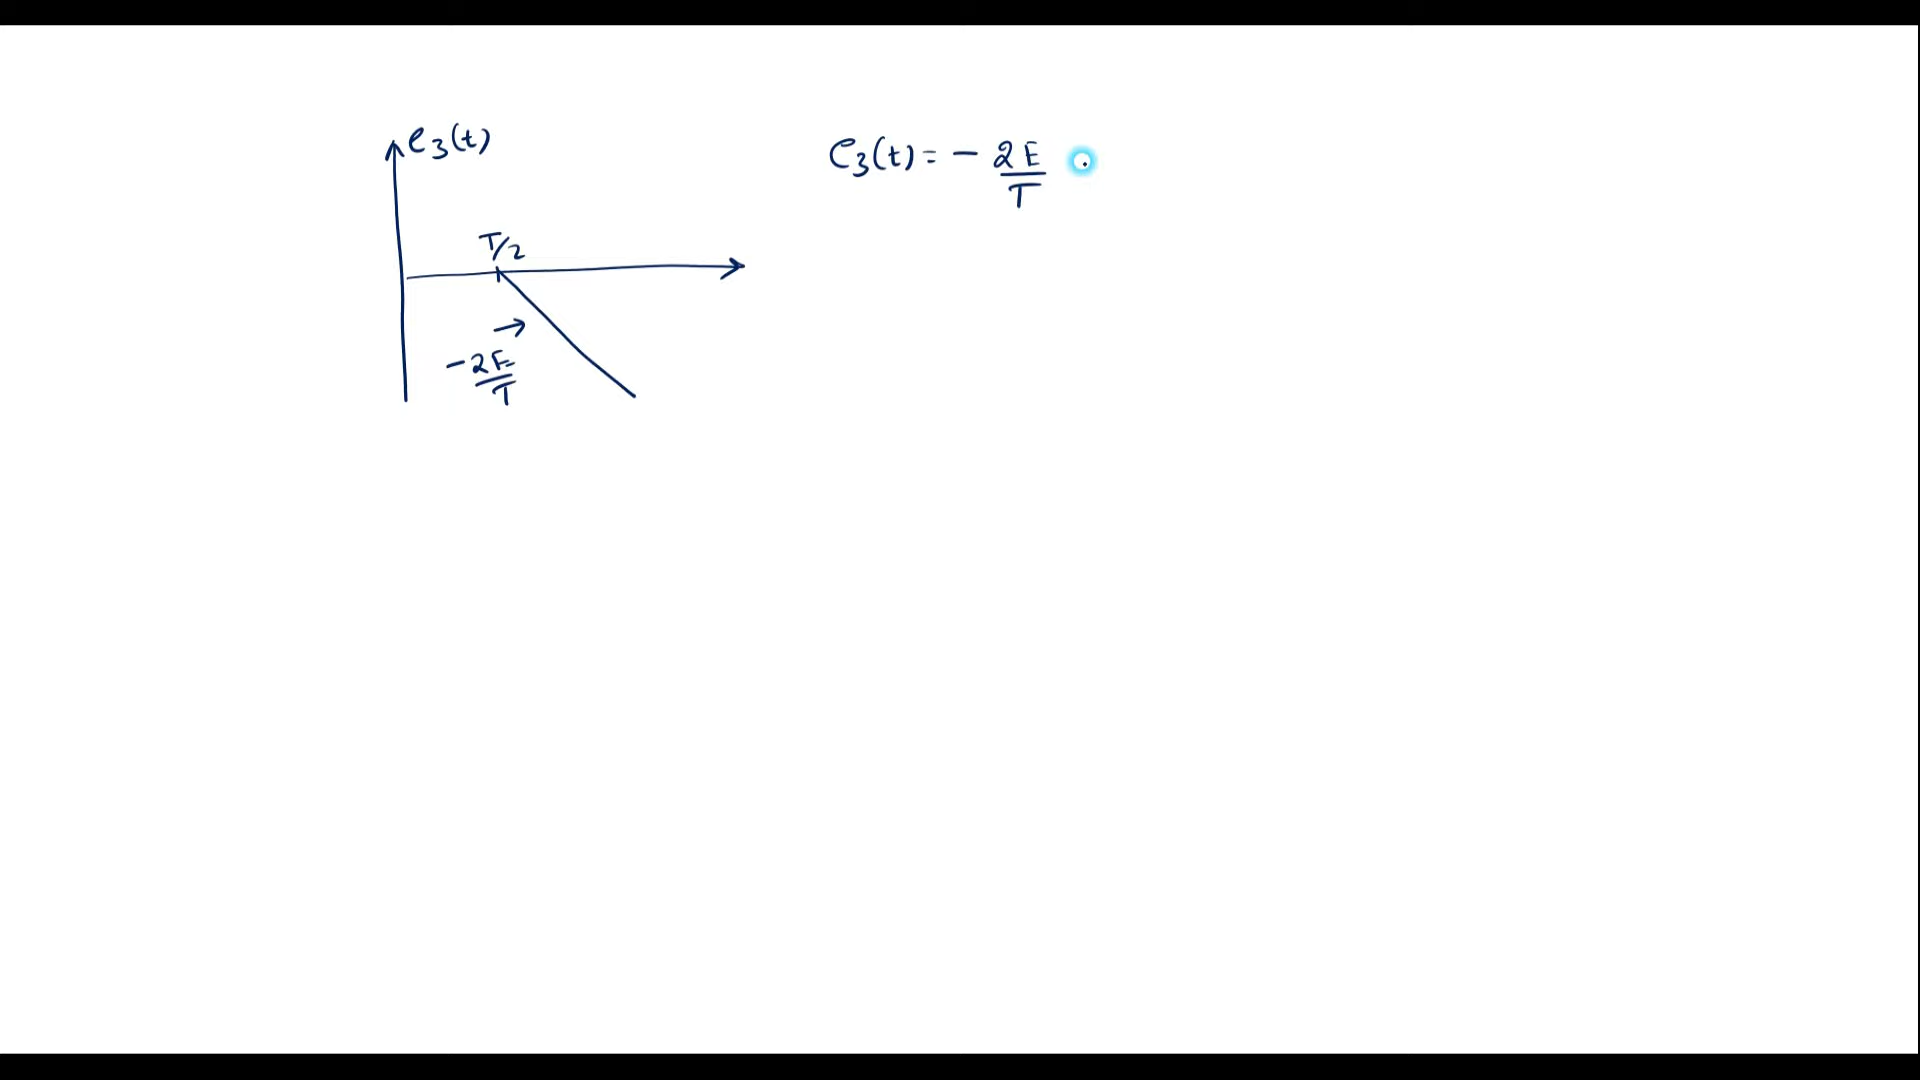 e₃(t)
e₃(t) = - 2E/T
T/2
-2E/T